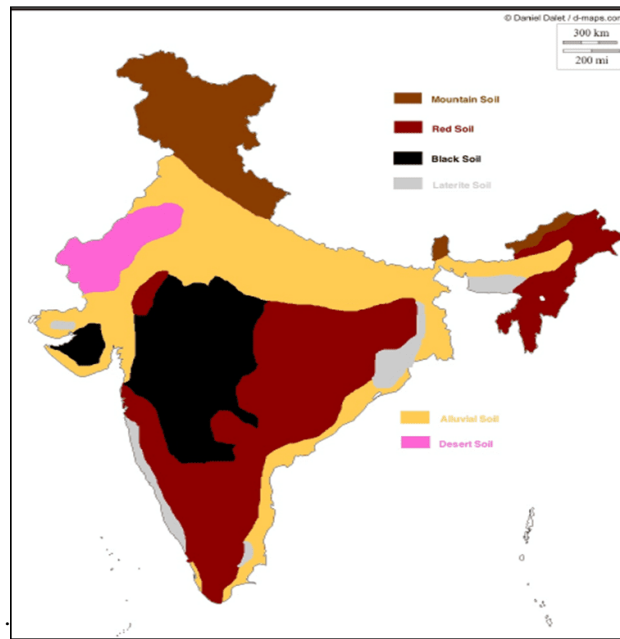 © Daniel Dalet / d-maps.com
300 km
200 mi
Mountain Soil
Red Soil
Black Soil
Laterite Soil
Alluvial Soil
Desert Soil